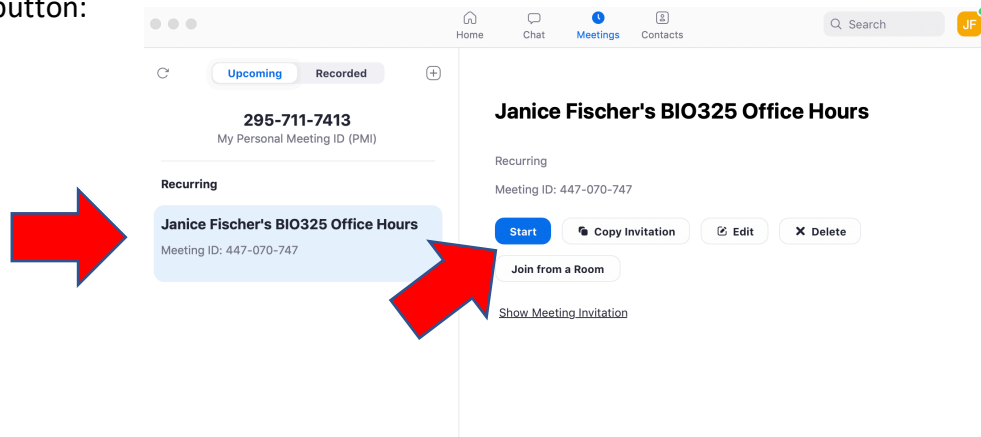 button:
Home Chat Meetings Contacts
Search
JF
Upcoming Recorded
295-711-7413
My Personal Meeting ID (PMI)
Recurring
Janice Fischer's BIO325 Office Hours
Meeting ID: 447-070-747
Janice Fischer's BIO325 Office Hours
Recurring
Meeting ID: 447-070-747
Start Copy Invitation Edit Delete
Join from a Room
Show Meeting Invitation